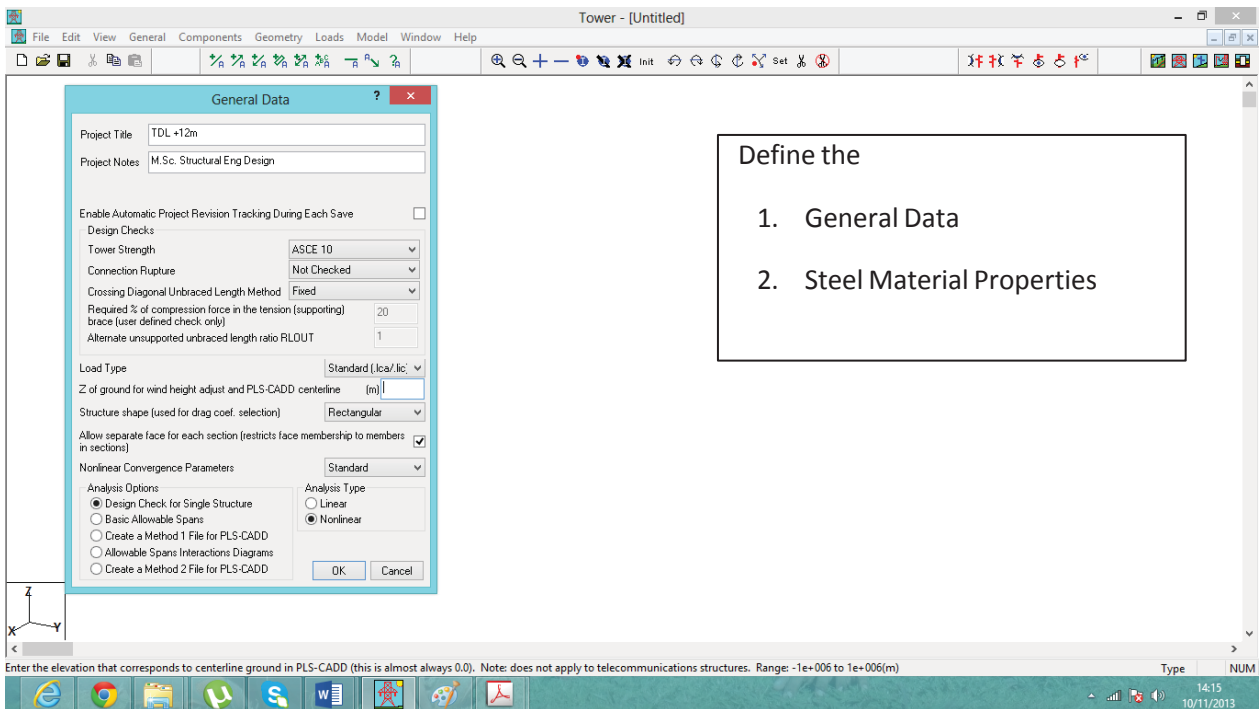 Tower - [Untitled]
File Edit View General Components Geometry Loads Model Window Help
Init Set
General Data ?
Project Title TDL +12m
Project Notes M.Sc. Structural Eng Design
Enable Automatic Project Revision Tracking During Each Save
Design Checks
Tower Strength ASCE 10
Connection Rupture Not Checked
Crossing Diagonal Unbraced Length Method Fixed
Required % of compression force in the tension (supporting)
brace (user defined check only) 20
Alternate unsupported unbraced length ratio RLOUT 1
Load Type Standard (.lca/.lic)
Z of ground for wind height adjust and PLS-CADD centerline (m)
Structure shape (used for drag coef. selection) Rectangular
Allow separate face for each section (restricts face membership to members
in sections)
Nonlinear Convergence Parameters Standard
Analysis Options
Design Check for Single Structure
Basic Allowable Spans
Create a Method 1 File for PLS-CADD
Allowable Spans Interactions Diagrams
Create a Method 2 File for PLS-CADD
Analysis Type
Linear
Nonlinear
OK Cancel
Define the
1. General Data
2. Steel Material Properties
Z
X Y
Enter the elevation that corresponds to centerline ground in PLS-CADD (this is almost always 0.0). Note: does not apply to telecommunications structures. Range: -1e+006 to 1e+006(m) Type NUM
14:15
10/11/2013